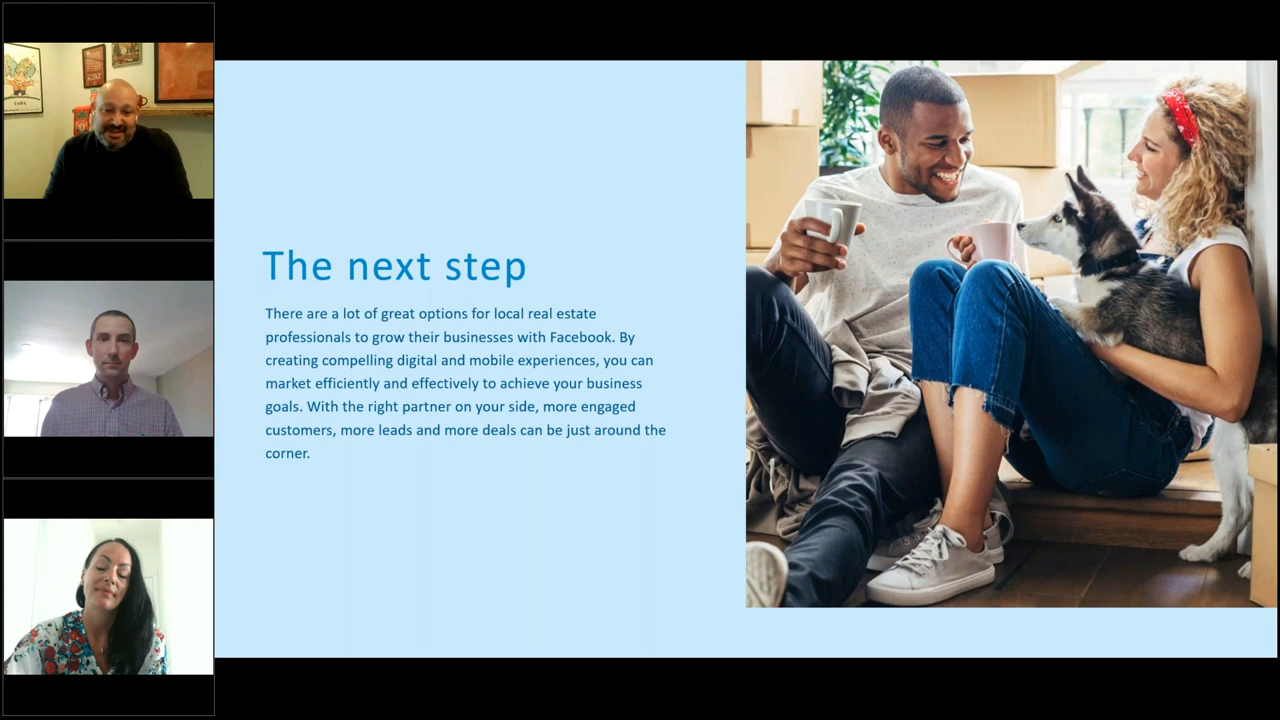 The next step
There are a lot of great options for local real estate
professionals to grow their businesses with Facebook. By
creating compelling digital and mobile experiences, you can
market efficiently and effectively to achieve your business
goals. With the right partner on your side, more engaged
customers, more leads and more deals can be just around the
corner.